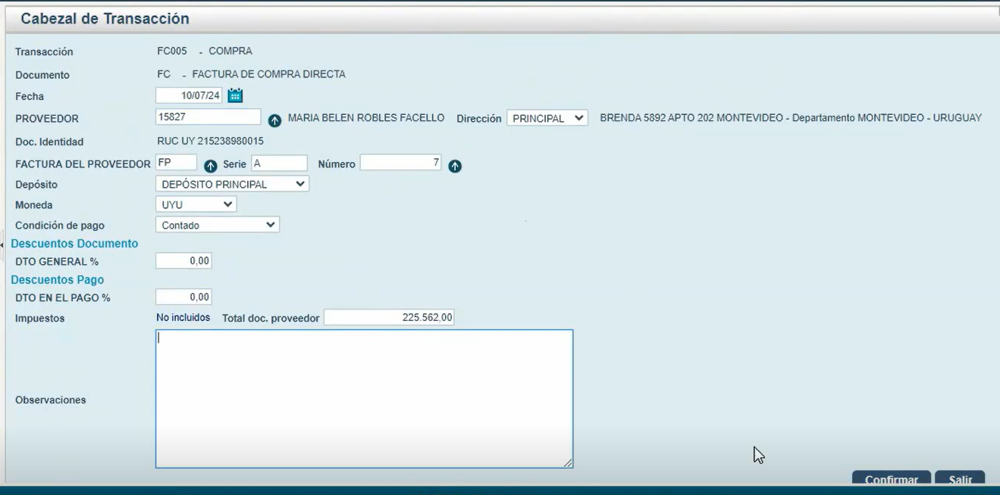 Cabezal de Transacción
Transacción FC005 - COMPRA
Documento FC - FACTURA DE COMPRA DIRECTA
Fecha 10/07/24
PROVEEDOR 15827 MARIA BELEN ROBLES FACELLO Dirección PRINCIPAL BRENDA 5892 APTO 202 MONTEVIDEO - Departamento MONTEVIDEO - URUGUAY
Doc. Identidad RUC UY 215238980015
FACTURA DEL PROVEEDOR FP Serie A Número 7
Depósito DEPÓSITO PRINCIPAL
Moneda UYU
Condición de pago Contado
Descuentos Documento
DTO GENERAL % 0,00
Descuentos Pago
DTO EN EL PAGO % 0,00
Impuestos No incluidos Total doc. proveedor 225.562,00
Observaciones
Confirmar Salir